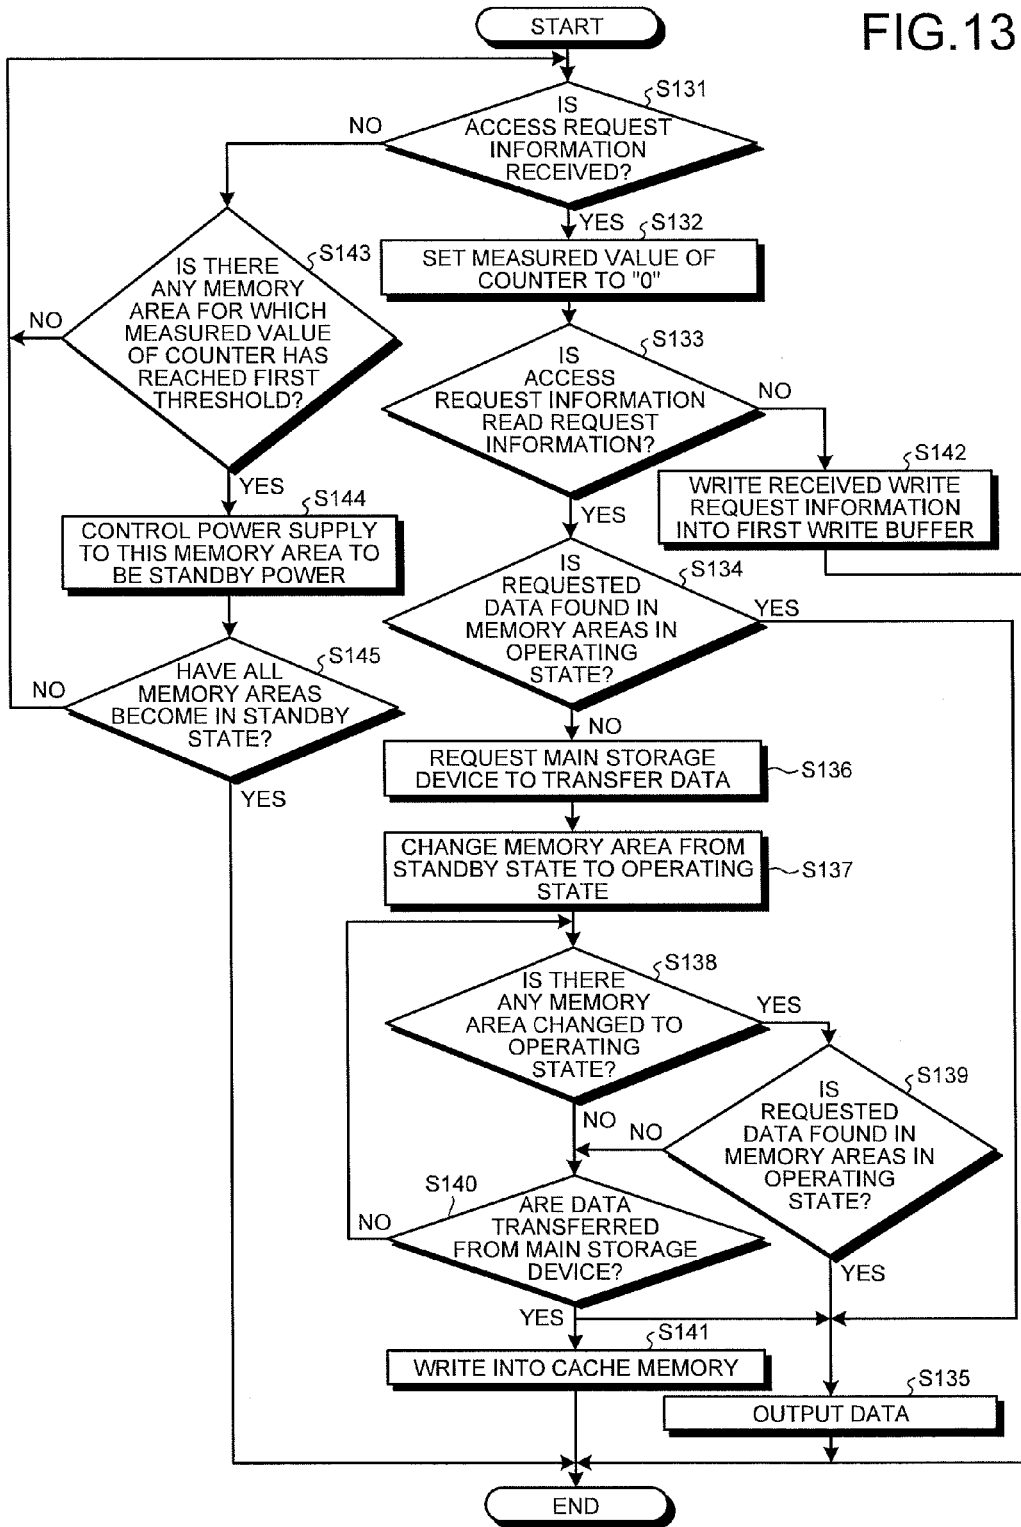 FIG.13
START
S131
IS
ACCESS REQUEST
INFORMATION
RECEIVED?
NO
YES
S132
SET MEASURED VALUE OF
COUNTER TO "0"
S143
IS THERE
ANY MEMORY
AREA FOR WHICH
MEASURED VALUE
OF COUNTER HAS
REACHED FIRST
THRESHOLD?
NO
YES
S133
IS
ACCESS
REQUEST INFORMATION
READ REQUEST
INFORMATION?
NO
YES
S142
WRITE RECEIVED WRITE
REQUEST INFORMATION
INTO FIRST WRITE BUFFER
S144
CONTROL POWER SUPPLY
TO THIS MEMORY AREA TO
BE STANDBY POWER
S134
IS
REQUESTED
DATA FOUND IN
MEMORY AREAS IN
OPERATING
STATE?
YES
NO
S145
HAVE ALL
MEMORY AREAS
BECOME IN STANDBY
STATE?
NO
YES
REQUEST MAIN STORAGE
DEVICE TO TRANSFER DATA
S136
CHANGE MEMORY AREA FROM
STANDBY STATE TO OPERATING
STATE
S137
S138
IS THERE
ANY MEMORY
AREA CHANGED TO
OPERATING
STATE?
YES
NO
S139
IS
REQUESTED
DATA FOUND IN
MEMORY AREAS IN
OPERATING
STATE?
NO
YES
S140
ARE DATA
TRANSFERRED
FROM MAIN STORAGE
DEVICE?
NO
YES
S141
WRITE INTO CACHE MEMORY
S135
OUTPUT DATA
END